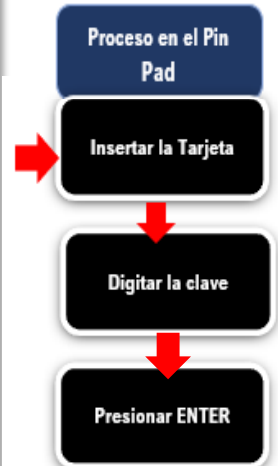 Proceso en el Pin
Pad
Insertar la Tarjeta
Digitar la clave
Presionar ENTER